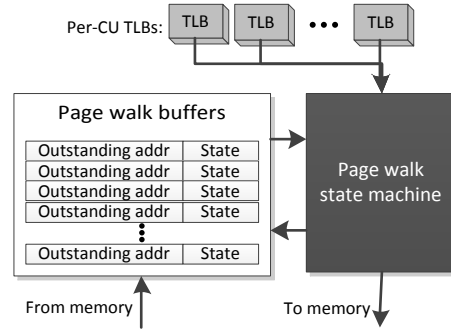 Per-CU TLBs: TLB TLB ••• TLB
Page walk buffers
Outstanding addr State
Outstanding addr State
Outstanding addr State
Outstanding addr State
Outstanding addr State
Page walk
state machine
From memory
To memory